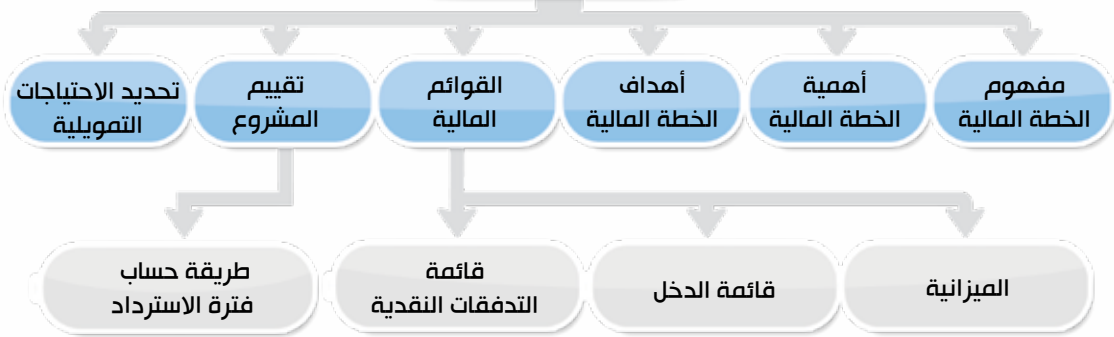 مفهوم
الخطة المالية
أهمية
الخطة المالية
أهداف
الخطة المالية
القوائم
المالية
تقييم
المشروع
تحديد الاحتياجات
التمويلية
الميزانية
قائمة الدخل
قائمة
التدفقات النقدية
طريقة حساب
فترة الاسترداد